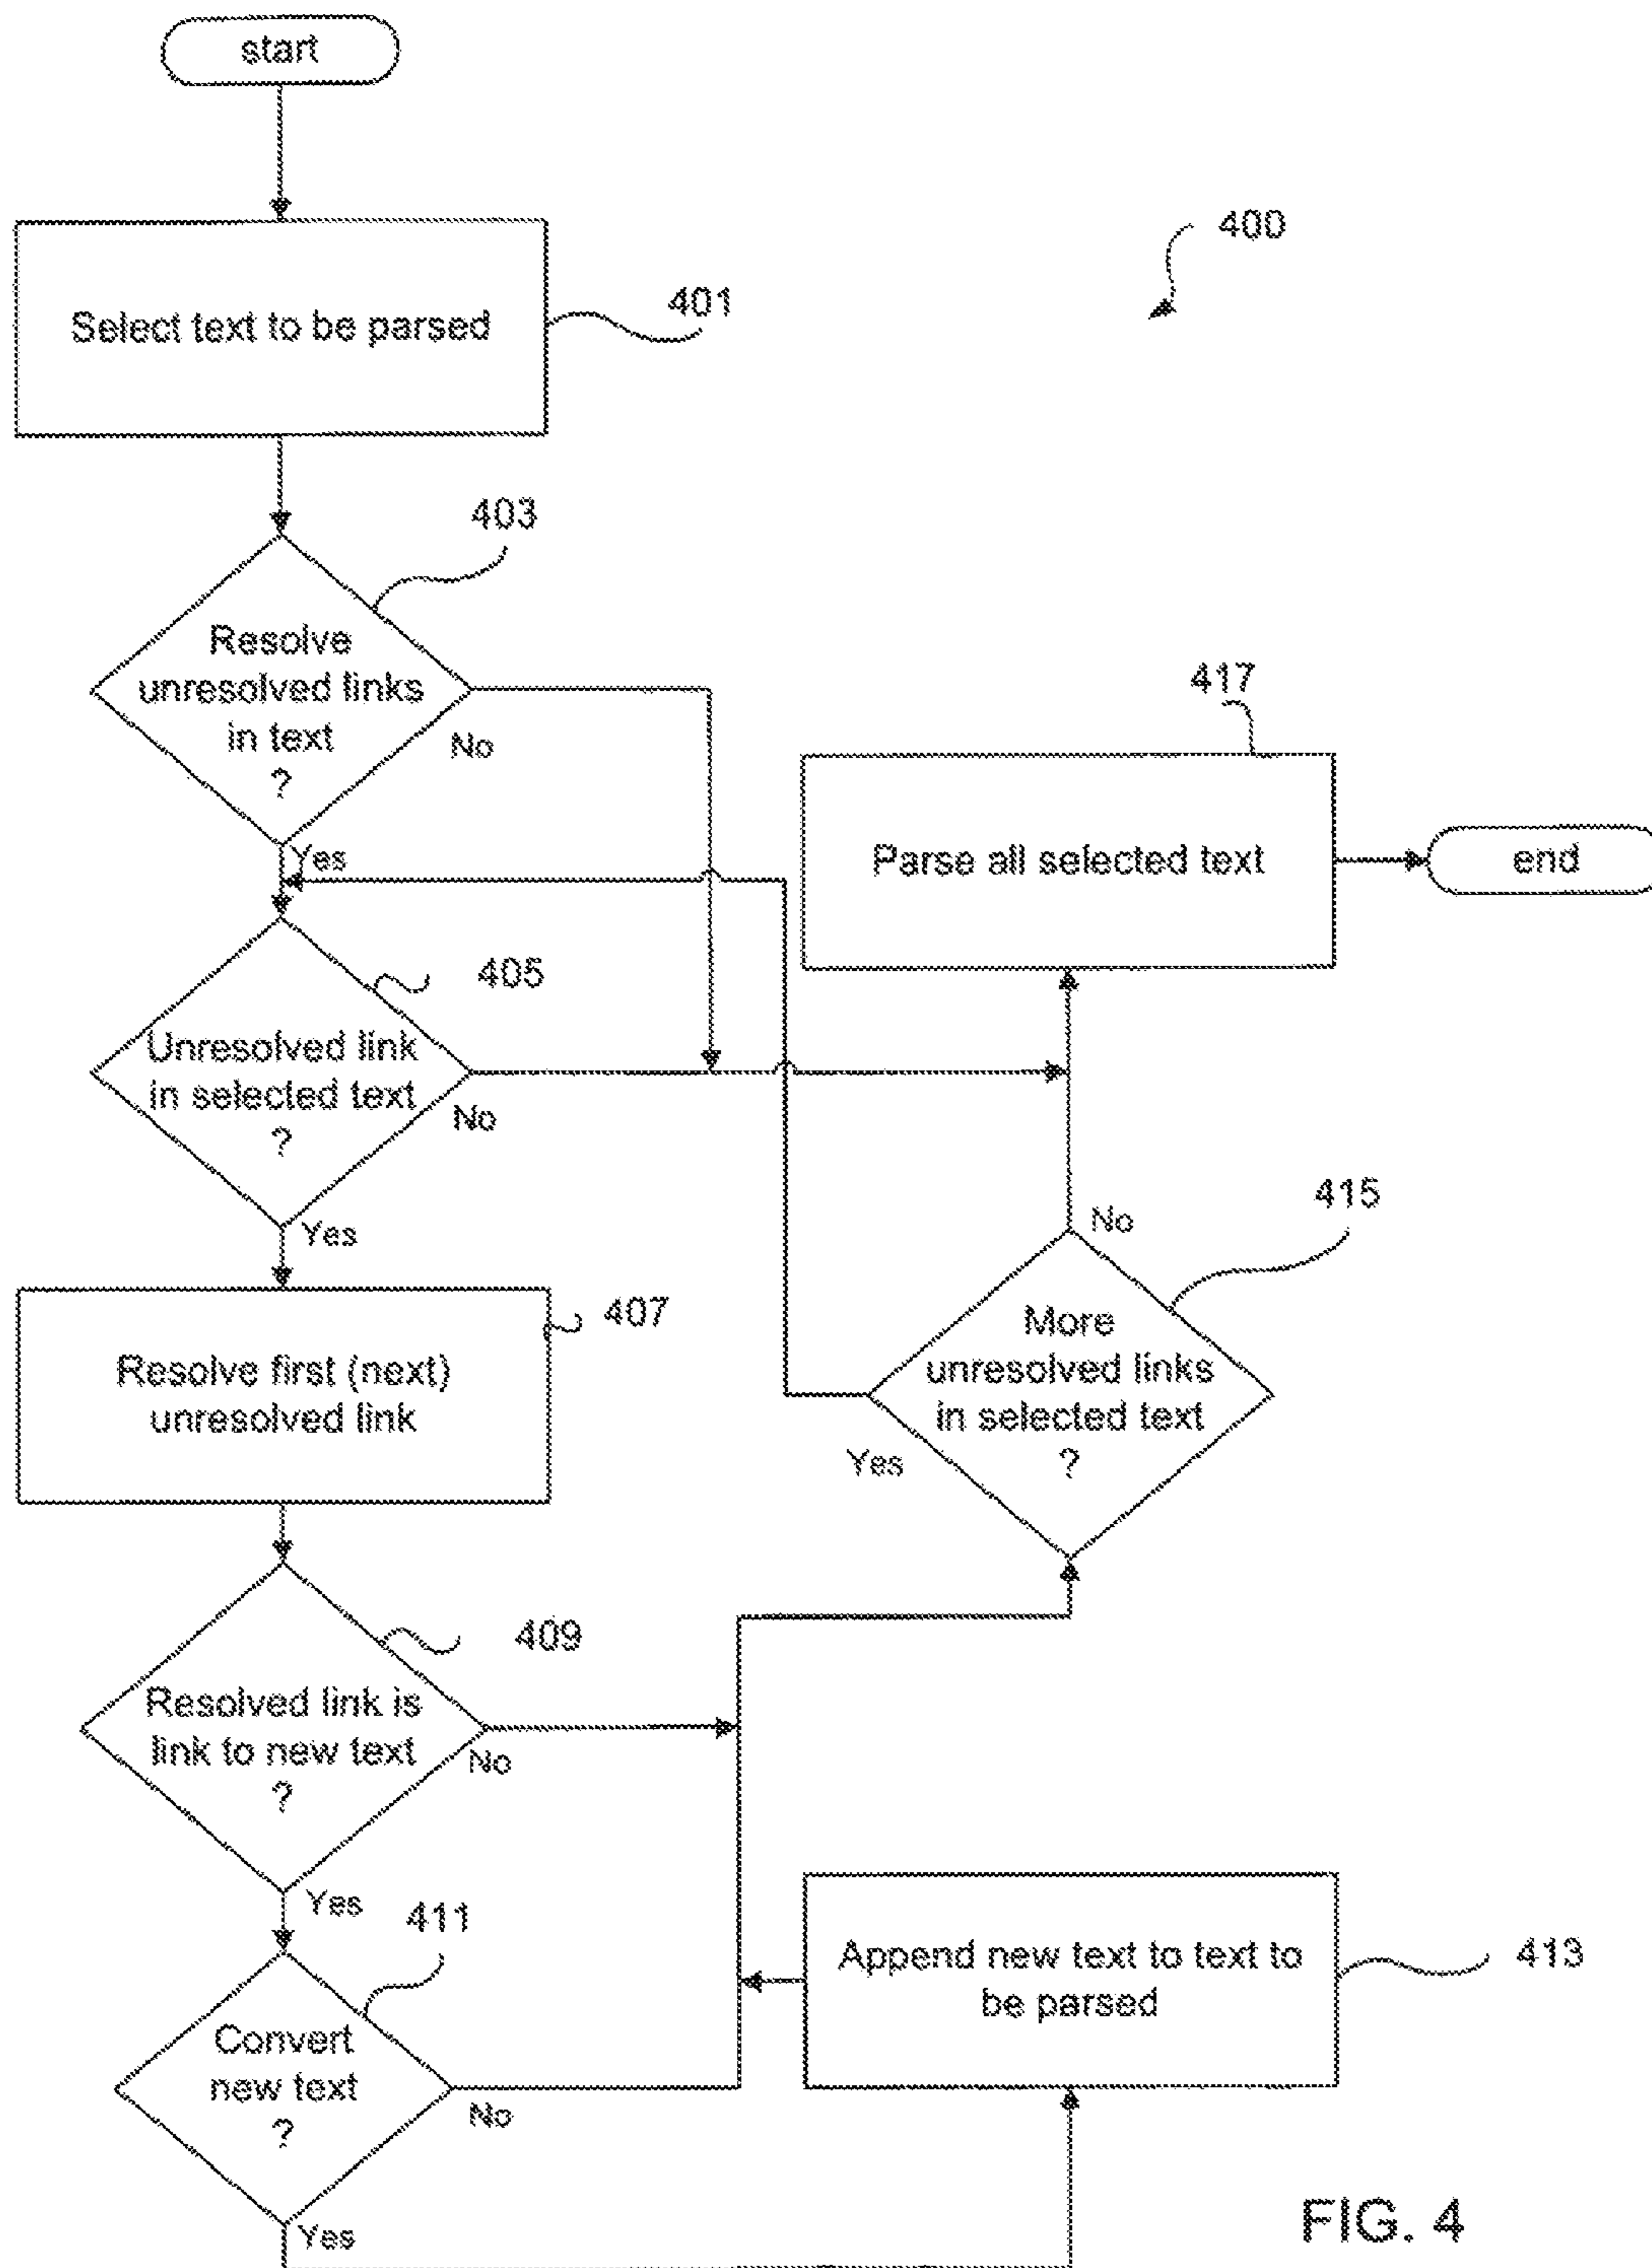 start
400
Select text to be parsed
401
403
Resolve
unresolved links
in text
?
No
Yes
417
Parse all selected text
end
405
Unresolved link
in selected text
?
No
Yes
415
No
More
unresolved links
in selected text
?
Yes
407
Resolve first (next)
unresolved link
409
Resolved link is
link to new text
?
No
Yes
411
Convert
new text
?
No
Yes
Append new text to text to
be parsed
413
FIG. 4